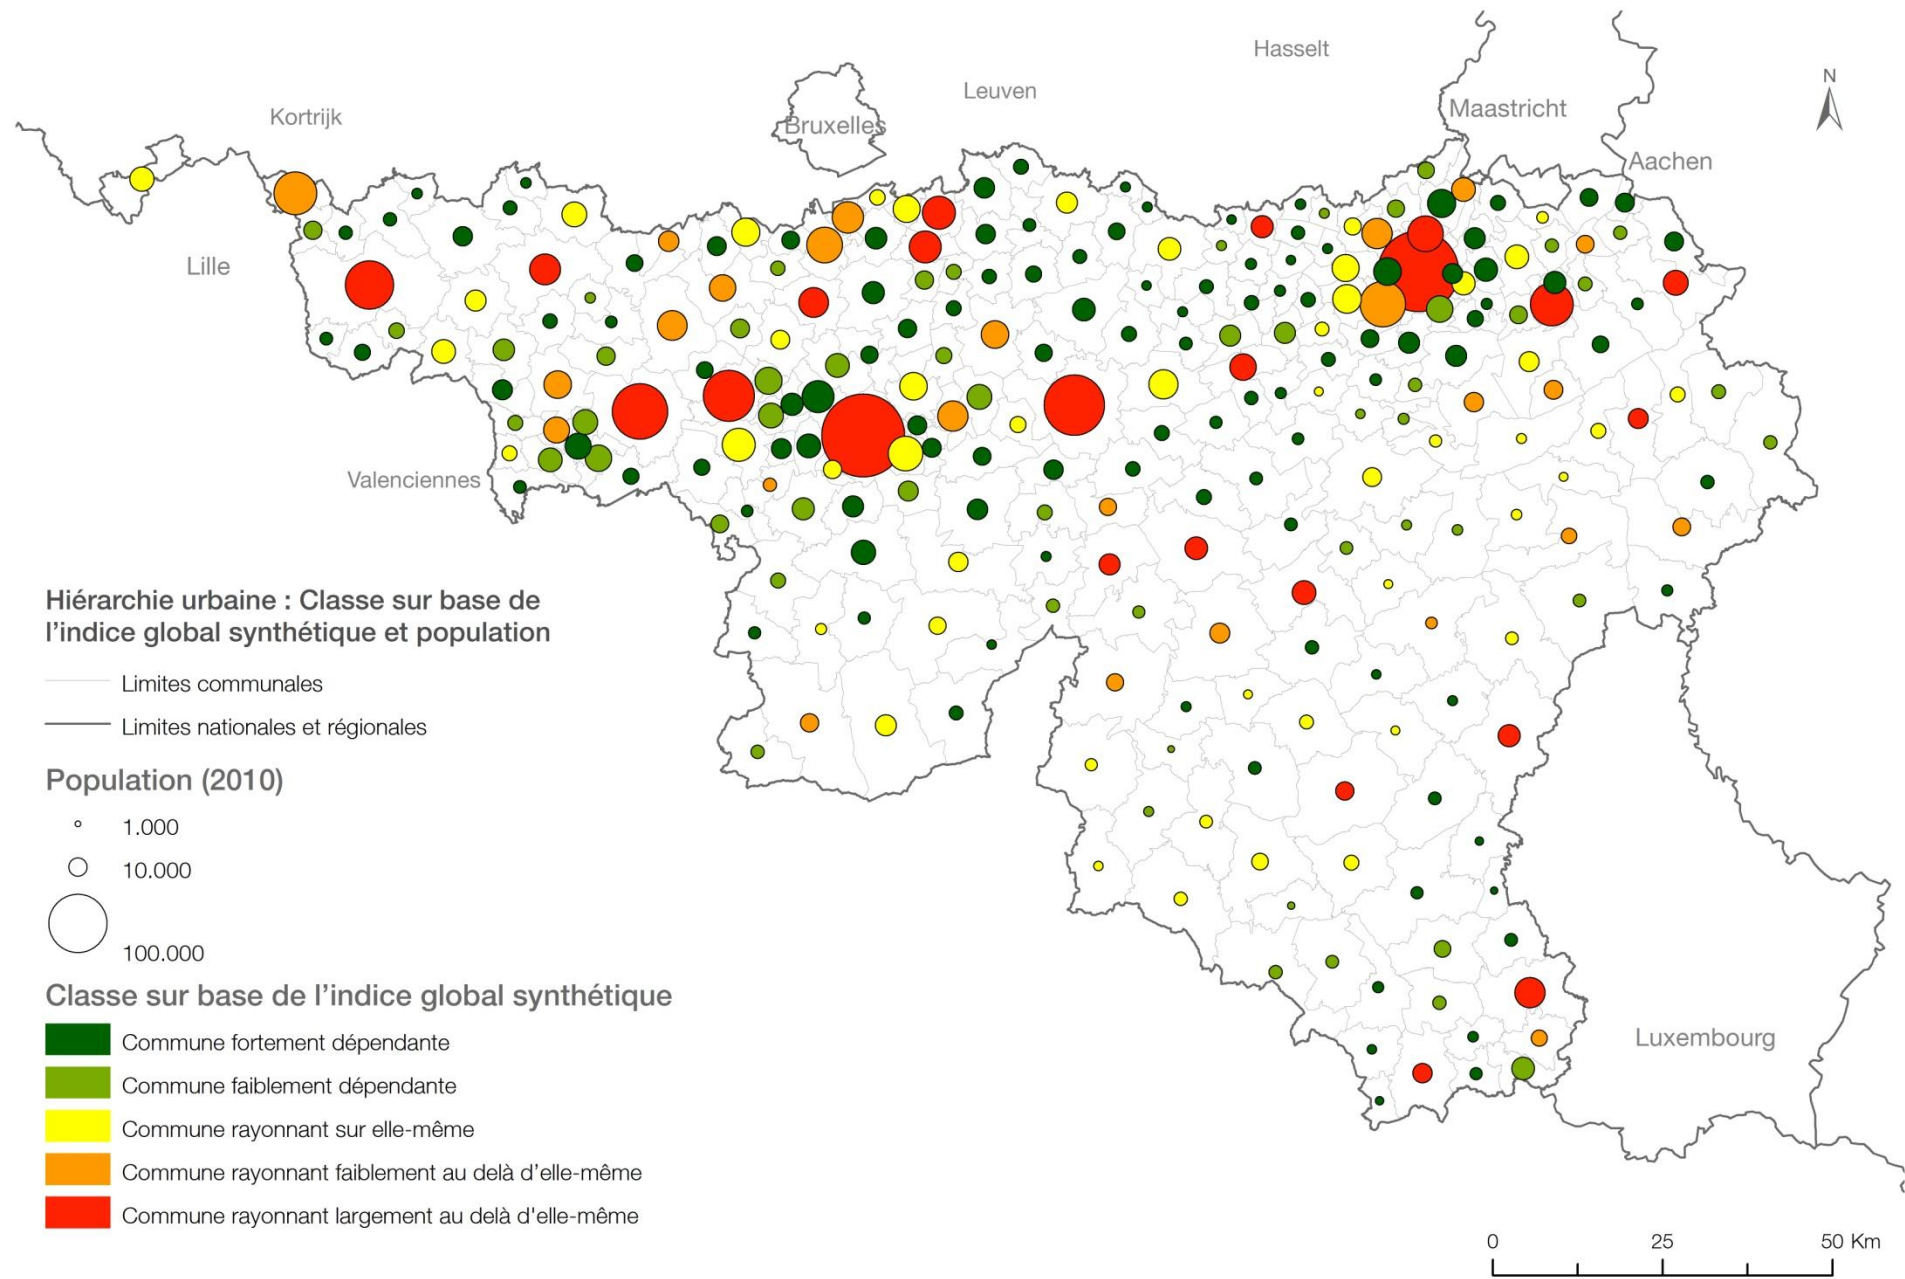 Hasselt
Leuven
Kortrijk
Bruxelles
Maastricht
N
Aachen
Lille
Valenciennes
Luxembourg
Hiérarchie urbaine : Classe sur base de
l'indice global synthétique et population
Limites communales
Limites nationales et régionales
Population (2010)
1.000
10.000
100.000
Classe sur base de l'indice global synthétique
Commune fortement dépendante
Commune faiblement dépendante
Commune rayonnant sur elle-même
Commune rayonnant faiblement au delà d'elle-même
Commune rayonnant largement au delà d'elle-même
0 25 50 Km